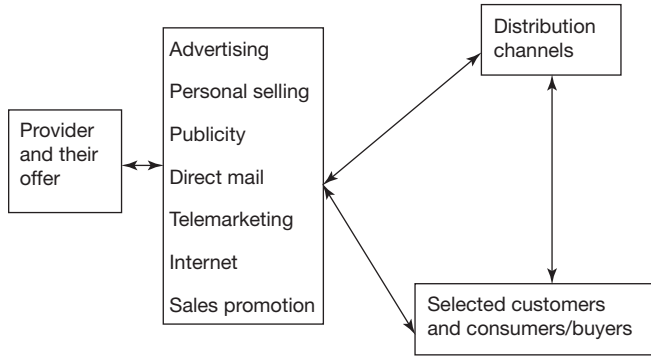 Provider
and their
offer
Advertising
Personal selling
Publicity
Direct mail
Telemarketing
Internet
Sales promotion
Distribution
channels
Selected customers
and consumers/buyers